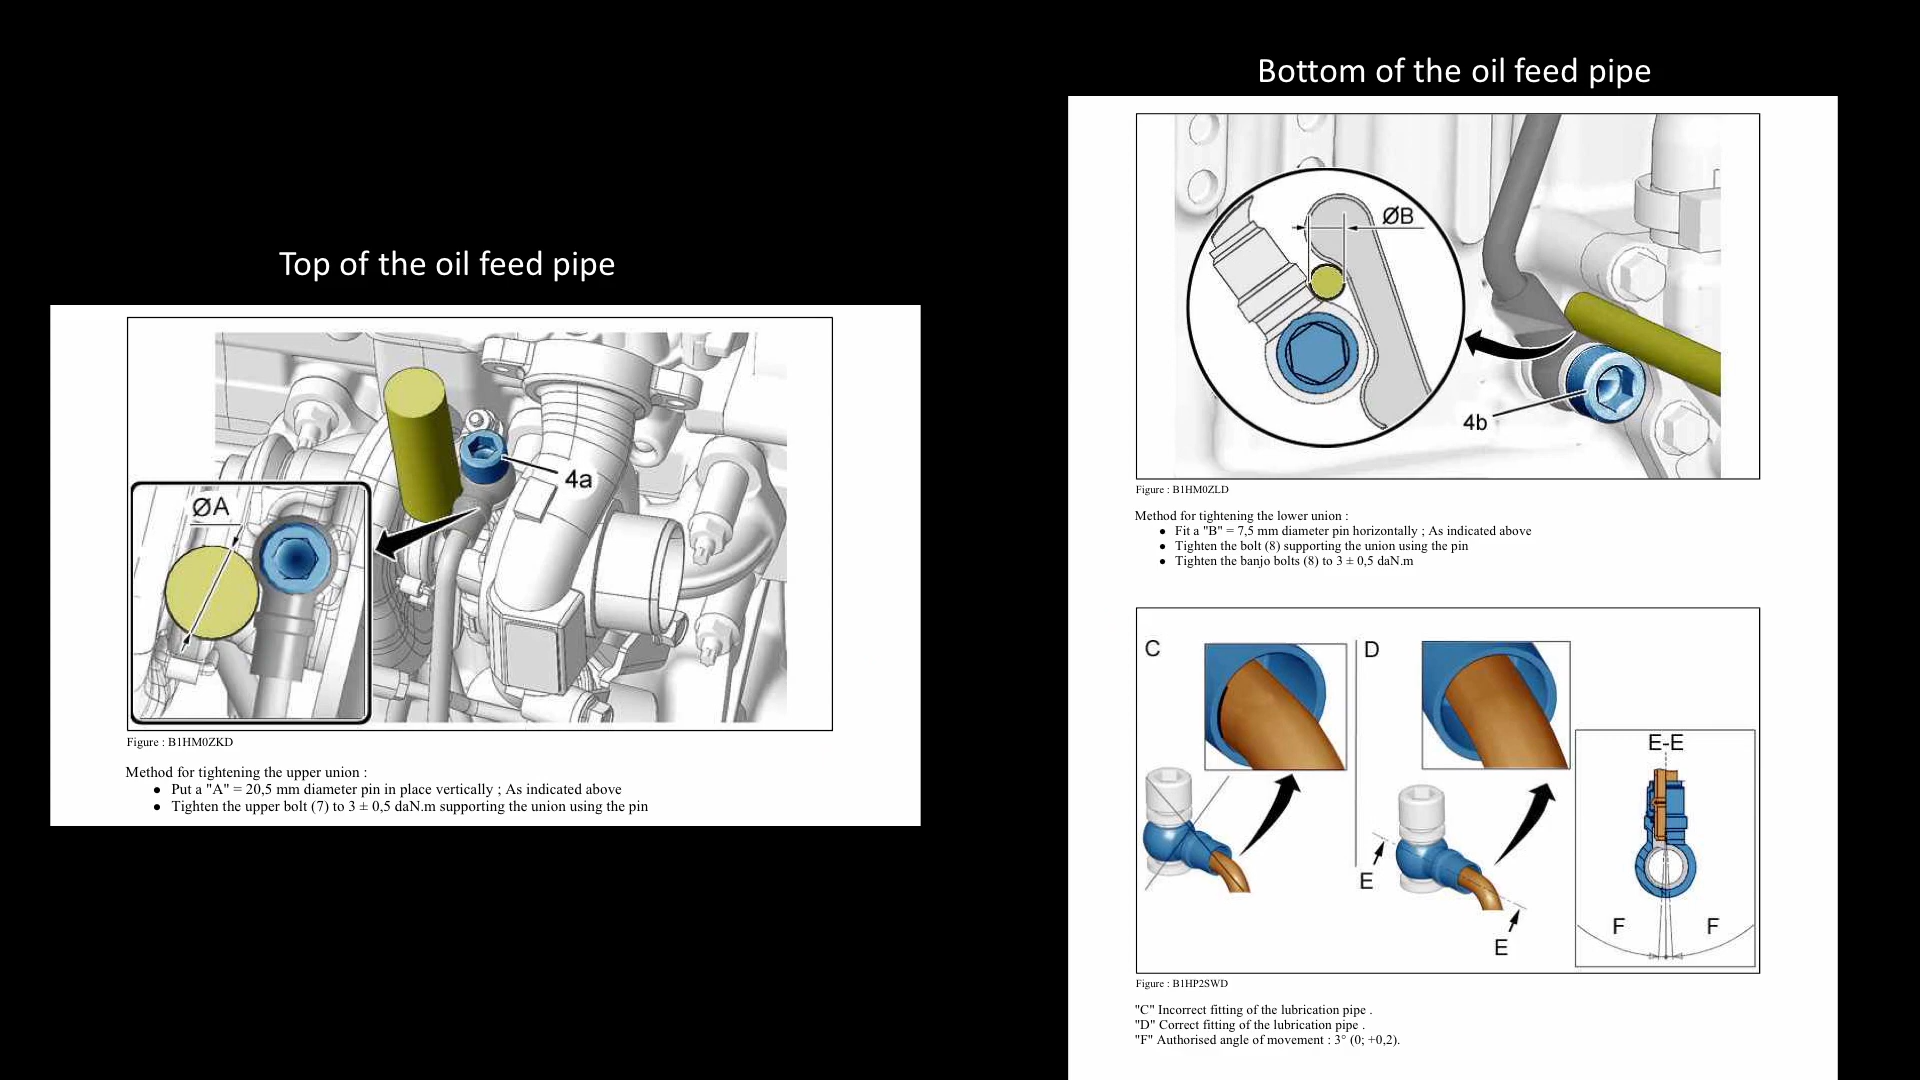 Top of the oil feed pipe
4a
ØA
Figure : B1HM0ZKD
Method for tightening the upper union :
● Put a "A" = 20,5 mm diameter pin in place vertically ; As indicated above
● Tighten the upper bolt (7) to 3 ± 0,5 daN.m supporting the union using the pin
Bottom of the oil feed pipe
ØB
4b
Figure : B1HM0ZLD
Method for tightening the lower union :
● Fit a "B" = 7,5 mm diameter pin horizontally ; As indicated above
● Tighten the bolt (8) supporting the union using the pin
● Tighten the banjo bolts (8) to 3 ± 0,5 daN.m
C
D
E-E
E
E
F
F
Figure : B1HP2SWD
"C" Incorrect fitting of the lubrication pipe .
"D" Correct fitting of the lubrication pipe .
"F" Authorised angle of movement : 3° (0; +0,2).